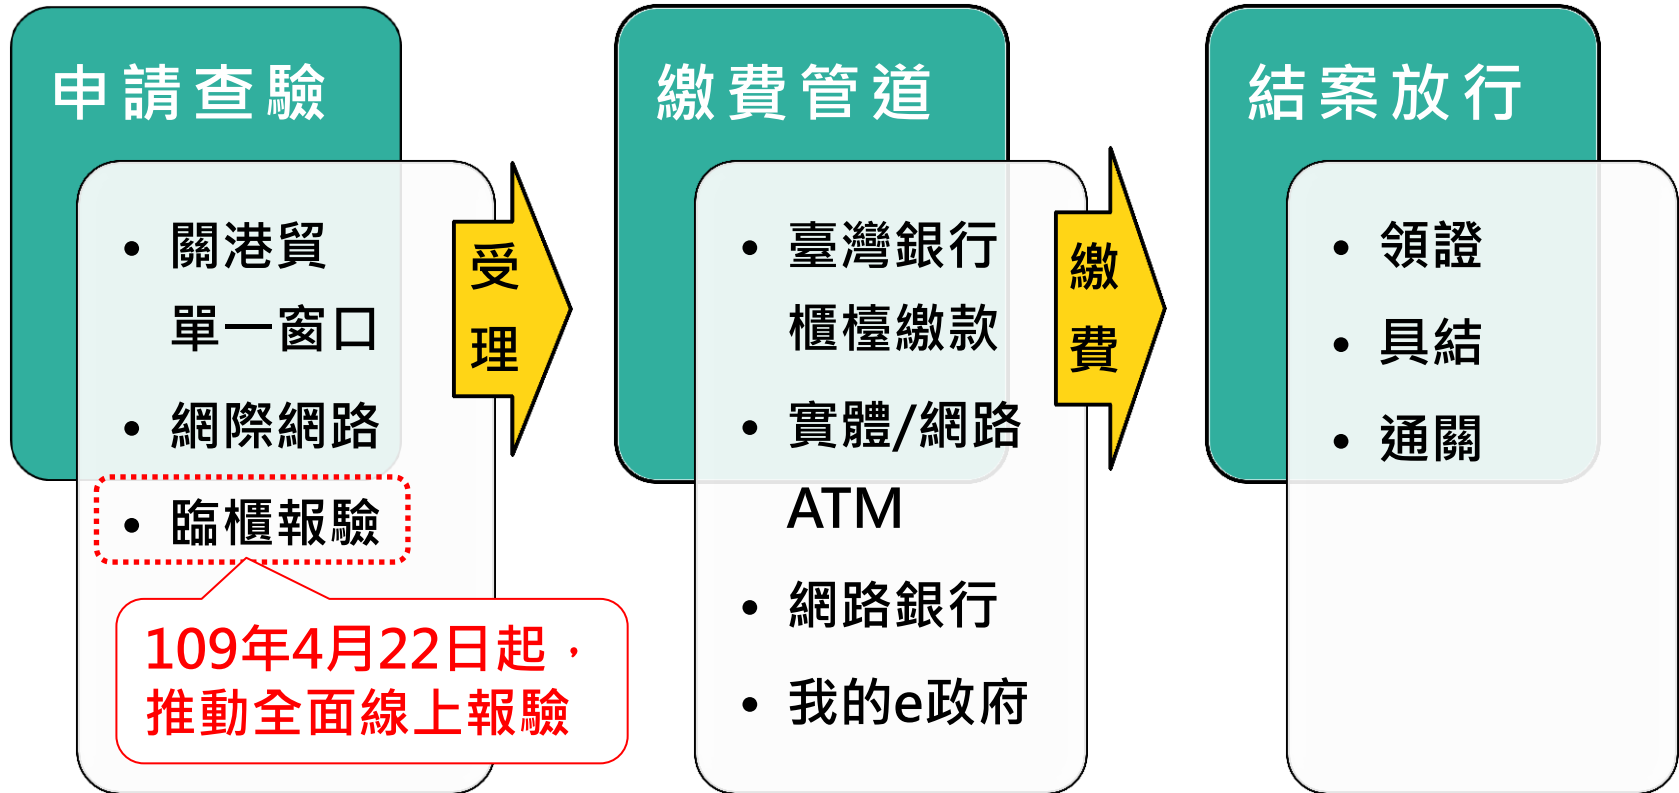 申請查驗
• 關港貿
單一窗口
• 網際網路
• 臨櫃報驗
109年4月22日起，
推動全面線上報驗
受
理
繳費管道
• 臺灣銀行
櫃檯繳款
• 實體/網路
ATM
• 網路銀行
• 我的e政府
繳
費
結案放行
• 領證
• 具結
• 通關